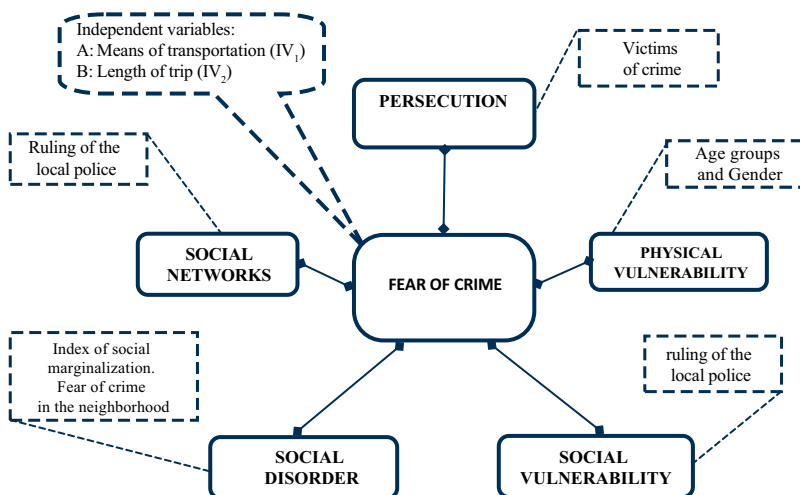 Independent variables:
A: Means of transportation (IV1)
B: Length of trip (IV2)
Victims
of crime
PERSECUTION
Ruling of the
local police
Age groups
and Gender
SOCIAL
NETWORKS
FEAR OF CRIME
PHYSICAL
VULNERABILITY
Index of social
marginalization.
Fear of crime
in the neighborhood
ruling of the
local police
SOCIAL
DISORDER
SOCIAL
VULNERABILITY